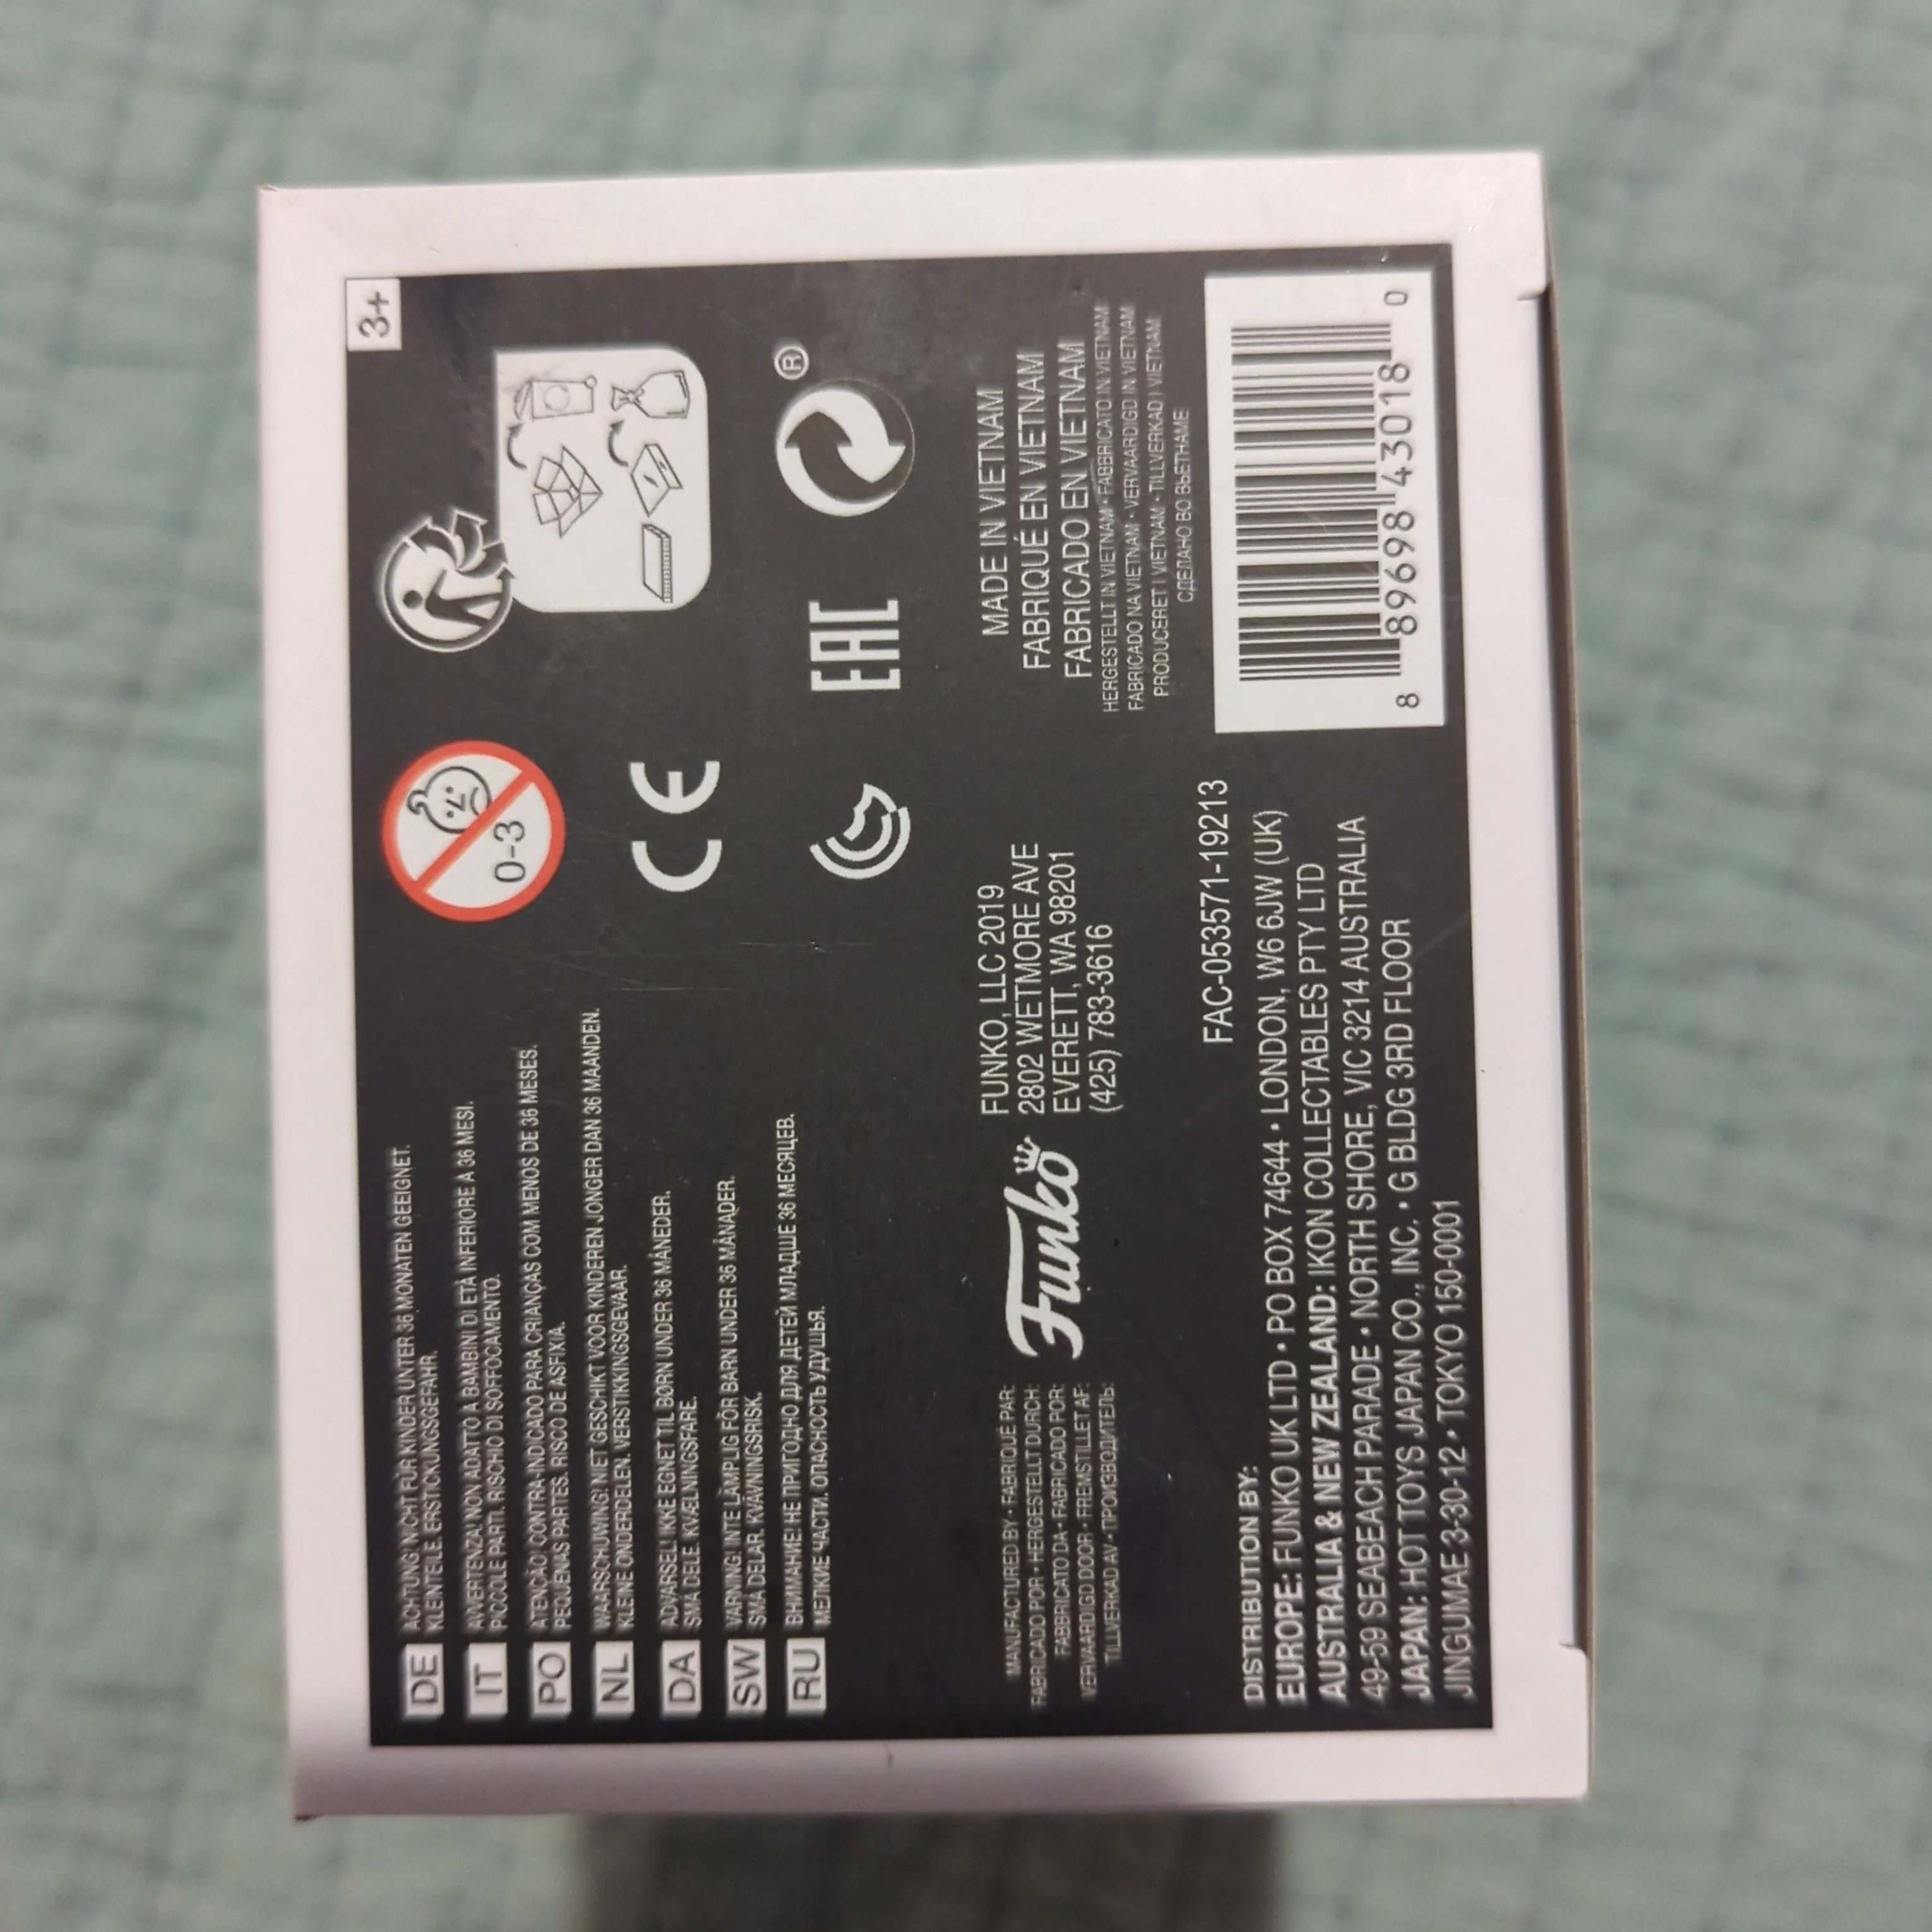 DE ACHTUNG! NICHT FÜR KINDER UNTER 36 MONATEN GEEIGNET.
KLEINTEILE. ERSTICKUNGSGEFAHR.
IT AVVERTENZA! NON ADATTO A BAMBINI DI ETÀ INFERIORE A 36 MESI.
PICCOLE PARTI. RISCHIO DI SOFFOCAMENTO.
PO ATENÇÃO! CONTRA-INDICADO PARA CRIANÇAS COM MENOS DE 36 MESES.
PEQUENAS PARTES. RISCO DE ASFIXIA.
NL WAARSCHUWING! NIET GESCHIKT VOOR KINDEREN JONGER DAN 36 MAANDEN.
KLEINE ONDERDELEN. VERSTIKKINGSGEVAAR.
DA ADVARSEL! IKKE EGNET TIL BØRN UNDER 36 MÅNEDER.
SMÅ DELE. KVÆLNINGSFARE.
SW VARNING! INTE LÄMPLIG FÖR BARN UNDER 36 MÅNADER.
SMÅ DELAR. KVÄVNINGSRISK.
RU ВНИМАНИЕ! НЕ ПРИГОДНО ДЛЯ ДЕТЕЙ МЛАДШЕ 36 МЕСЯЦЕВ.
МЕЛКИЕ ЧАСТИ. ОПАСНОСТЬ УДУШЬЯ.
0-3
3+
CE
EAC
®
MANUFACTURED BY • FABRIQUÉ PAR:
FABRICADO POR • HERGESTELLT DURCH:
FABRICATO DA • FABRICADO POR:
VERVAARDIGD DOOR • FREMSTILLET AF:
TILLVERKAD AV • ПРОИЗВОДИТЕЛЬ:
Funko
FUNKO, LLC 2019
2802 WETMORE AVE
EVERETT, WA 98201
(425) 783-3616
MADE IN VIETNAM
FABRIQUÉ EN VIETNAM
FABRICADO EN VIETNAM
HERGESTELLT IN VIETNAM • FABBRICATO IN VIETNAM
FABRICADO NA VIETNAM • VERVAARDIGD IN VIETNAM
PRODUCERET I VIETNAM • TILLVERKAD I VIETNAM
СДЕЛАНО ВО ВЬЕТНАМЕ
FAC-053571-19213
DISTRIBUTION BY:
EUROPE: FUNKO UK LTD • PO BOX 74644 • LONDON, W6 6JW (UK)
AUSTRALIA & NEW ZEALAND: IKON COLLECTABLES PTY LTD
49-59 SEABEACH PARADE • NORTH SHORE, VIC 3214 AUSTRALIA
JAPAN: HOT TOYS JAPAN CO., INC. • G BLDG 3RD FLOOR
JINGUMAE 3-30-12 • TOKYO 150-0001
8 89698 43018 0